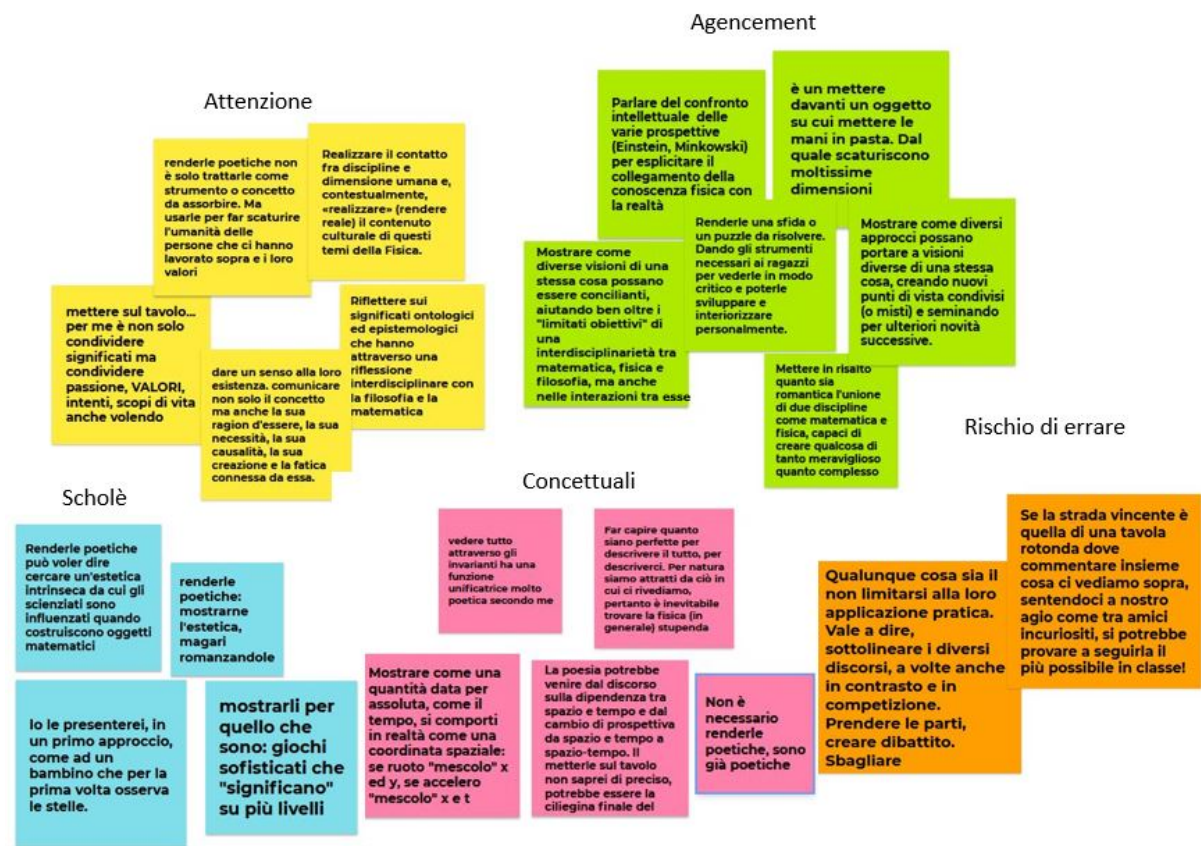 Agencement
Attenzione
renderle poetiche non
è solo trattarle come
strumento o concetto
da assorbire. Ma
usarle per far scaturire
l'umanità delle
persone che ci hanno
lavorato sopra e i loro
valori
Realizzare il contatto
fra discipline e
dimensione umana e,
contestualmente,
«realizzare» (rendere
reale) il contenuto
culturale di questi
temi della Fisica.
mettere sul tavolo...
per me è non solo
condividere
significati ma
condividere
passione, VALORI,
intenti, scopi di vita
anche volendo
dare un senso alla loro
esistenza. comunicare
non solo il concetto
ma anche la sua
ragion d'essere, la sua
necessità, la sua
causalità, la sua
creazione e la fatica
connessa da essa.
Riflettere sui
significati ontologici
ed epistemologici
che hanno
attraverso una
riflessione
interdisciplinare con
la filosofia e la
matematica
Parlare del confronto
intellettuale delle
varie prospettive
(Einstein, Minkowski)
per esplicitare il
collegamento della
conoscenza fisica con
la realtà
è un mettere
davanti un oggetto
su cui mettere le
mani in pasta. Dal
quale scaturiscono
moltissime
dimensioni
Mostrare come
diverse visioni di una
stessa cosa possano
essere concilianti,
aiutando ben oltre i
"limitati obiettivi" di
una
interdisciplinarietà tra
matematica, fisica e
filosofia, ma anche
nelle interazioni tra esse
Renderle una sfida o
un puzzle da risolvere.
Dando gli strumenti
necessari ai ragazzi
per vederle in modo
critico e poterle
sviluppare e
interiorizzare
personalmente.
Mostrare come diversi
approcci possano
portare a visioni
diverse di una stessa
cosa, creando nuovi
punti di vista condivisi
(o misti) e seminando
per ulteriori novità
successive.
Mettere in risalto
quanto sia
romantica l'unione
di due discipline
come matematica e
fisica, capaci di
creare qualcosa di
tanto meraviglioso
quanto complesso
Rischio di errare
Scholè
Concettuali
Renderle poetiche
può voler dire
cercare un'estetica
intrinseca da cui gli
scienziati sono
influenzati quando
costruiscono oggetti
matematici
renderle
poetiche:
mostrarne
l'estetica,
magari
romanzandole
Io le presenterei, in
un primo approccio,
come ad un
bambino che per la
prima volta osserva
le stelle.
mostrarli per
quello che
sono: giochi
sofisticati che
"significano"
su più livelli
vedere tutto
attraverso gli
invarianti ha una
funzione
unificatrice molto
poetica secondo me
Far capire quanto
siano perfette per
descrivere il tutto, per
descriverci. Per natura
siamo attratti da ciò in
cui ci rivediamo,
pertanto è inevitabile
trovare la fisica (in
generale) stupenda
Mostrare come una
quantità data per
assoluta, come il
tempo, si comporti
in realtà come una
coordinata spaziale:
se ruoto "mescolo" x
ed y, se accelero
"mescolo" x e t
La poesia potrebbe
venire dal discorso
sulla dipendenza tra
spazio e tempo e dal
cambio di prospettiva
da spazio e tempo a
spazio-tempo. Il
metterle sul tavolo
non saprei di preciso,
potrebbe essere la
ciliegina finale del
Non è
necessario
renderle
poetiche, sono
già poetiche
Qualunque cosa sia il
non limitarsi alla loro
applicazione pratica.
Vale a dire,
sottolineare i diversi
discorsi, a volte anche
in contrasto e in
competizione.
Prendere le parti,
creare dibattito.
Sbagliare
Se la strada vincente è
quella di una tavola
rotonda dove
commentare insieme
cosa ci vediamo sopra,
sentendoci a nostro
agio come tra amici
incuriositi, si potrebbe
provare a seguirla il
più possibile in classe!